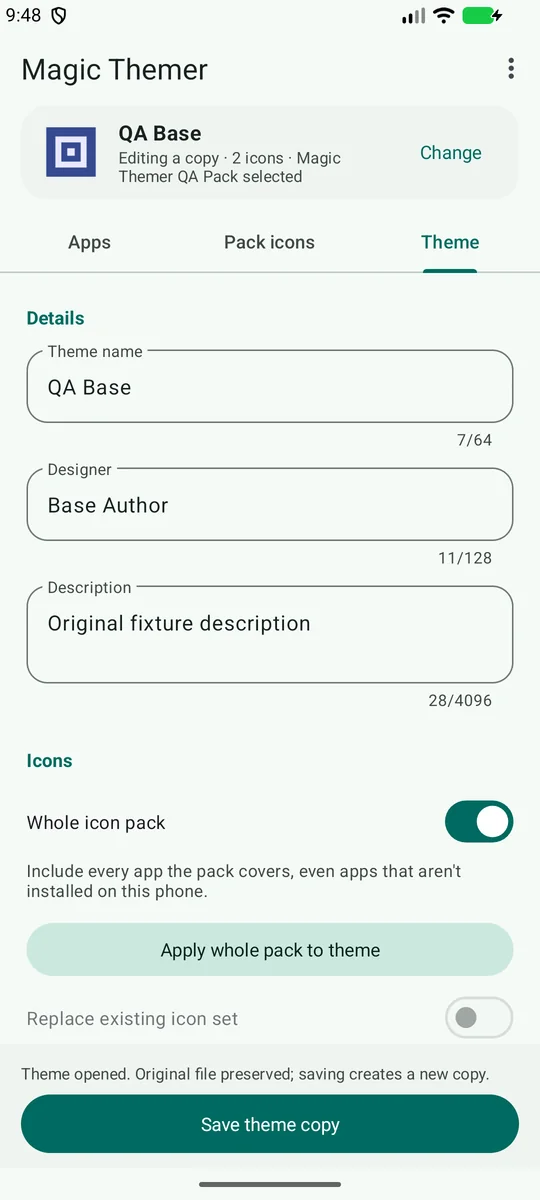 9:48
Magic Themer
QA Base
Editing a copy · 2 icons · Magic
Themer QA Pack selected
Change
Apps
Pack icons
Theme
Details
Theme name
QA Base
7/64
Designer
Base Author
11/128
Description
Original fixture description
28/4096
Icons
Whole icon pack
Include every app the pack covers, even apps that aren't
installed on this phone.
Apply whole pack to theme
Replace existing icon set
Theme opened. Original file preserved; saving creates a new copy.
Save theme copy